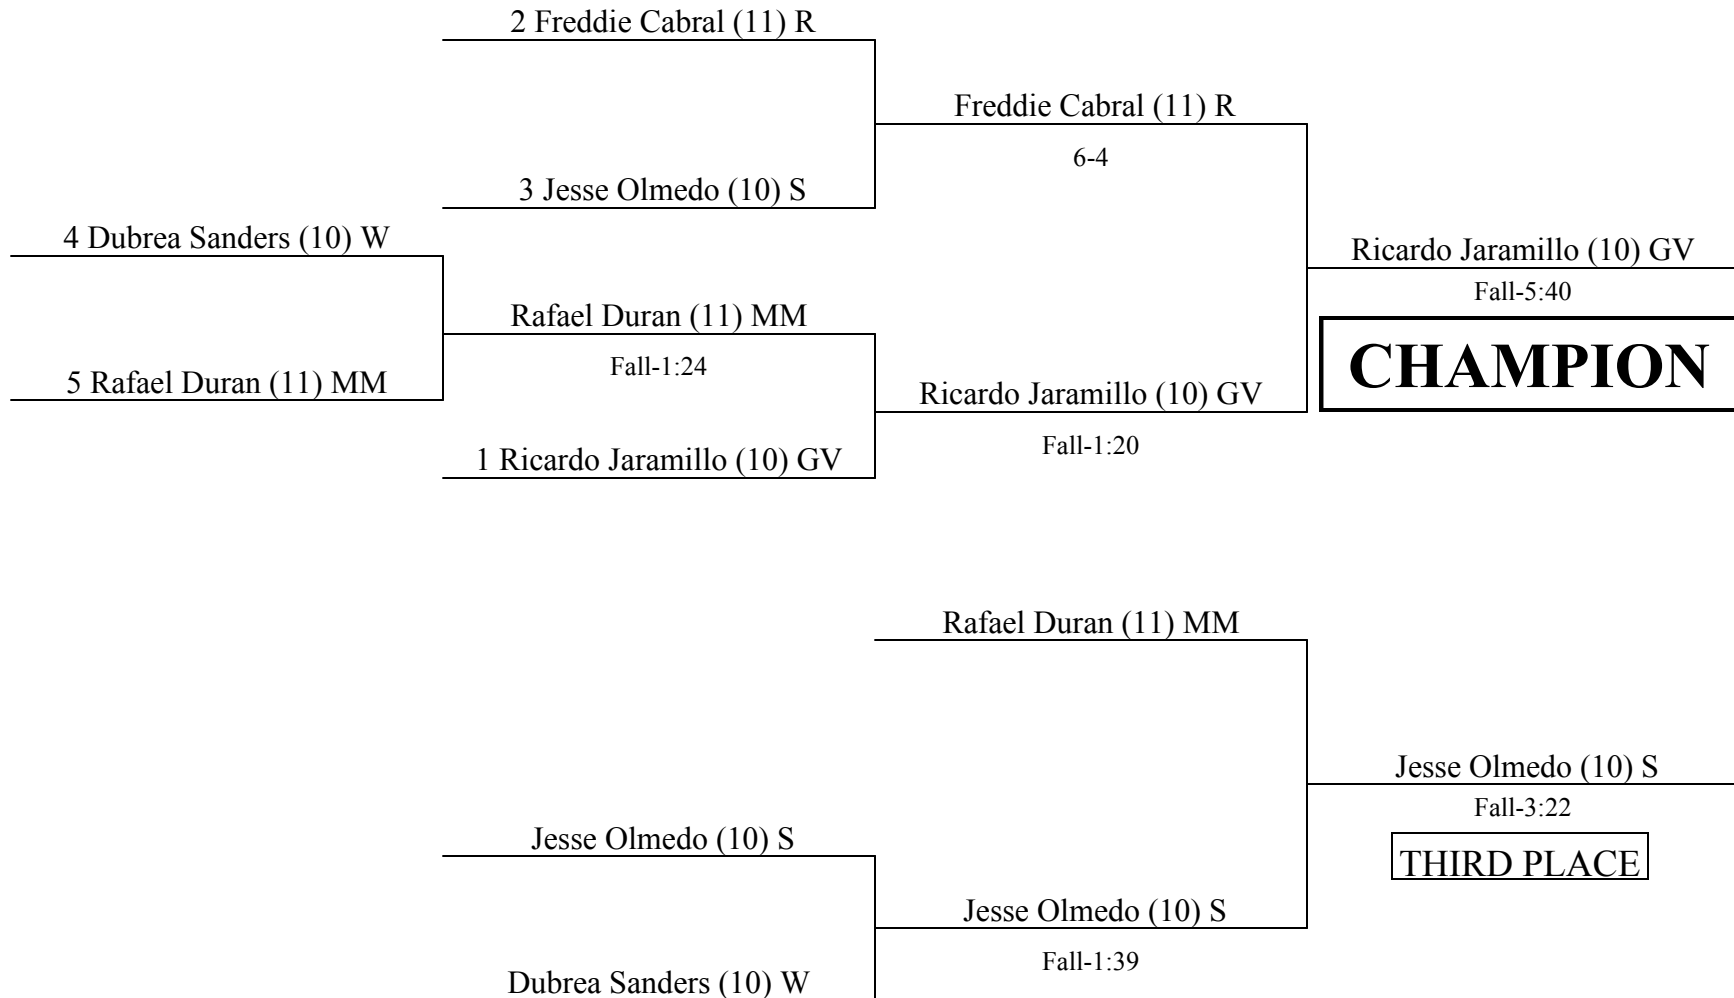 2 Freddie Cabral (11) R
Freddie Cabral (11) R
6-4
3 Jesse Olmedo (10) S
4 Dubrea Sanders (10) W
Ricardo Jaramillo (10) GV
Fall-5:40
Rafael Duran (11) MM
Fall-1:24
CHAMPION
5 Rafael Duran (11) MM
Ricardo Jaramillo (10) GV
Fall-1:20
1 Ricardo Jaramillo (10) GV
Rafael Duran (11) MM
Jesse Olmedo (10) S
Fall-3:22
Jesse Olmedo (10) S
THIRD PLACE
Jesse Olmedo (10) S
Fall-1:39
Dubrea Sanders (10) W